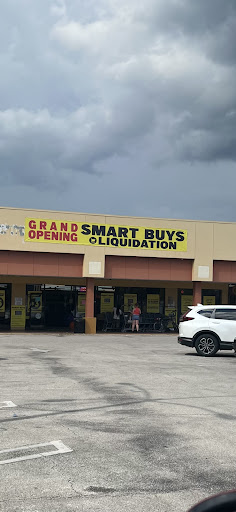 GRAND
OPENING
SMART BUYS
LIQUIDATION